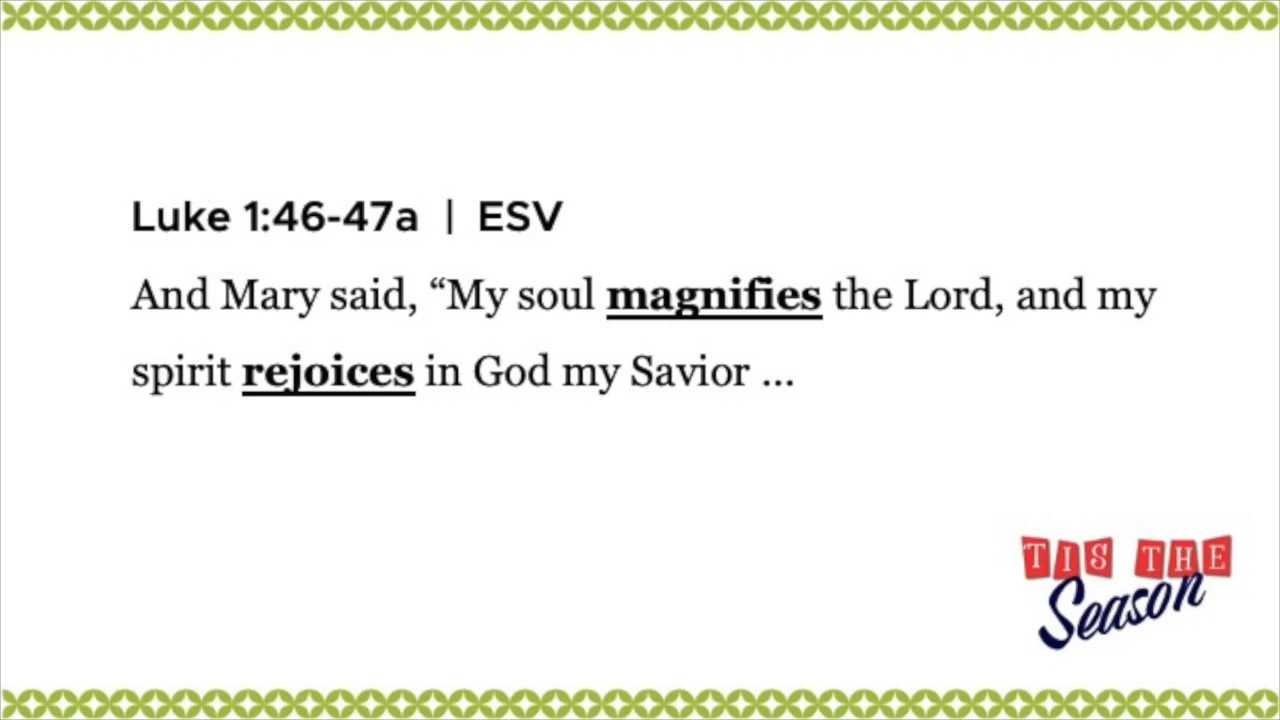 Luke 1:46-47a | ESV
And Mary said, “My soul magnifies the Lord, and my
spirit rejoices in God my Savior ...
'TIS THE
Season